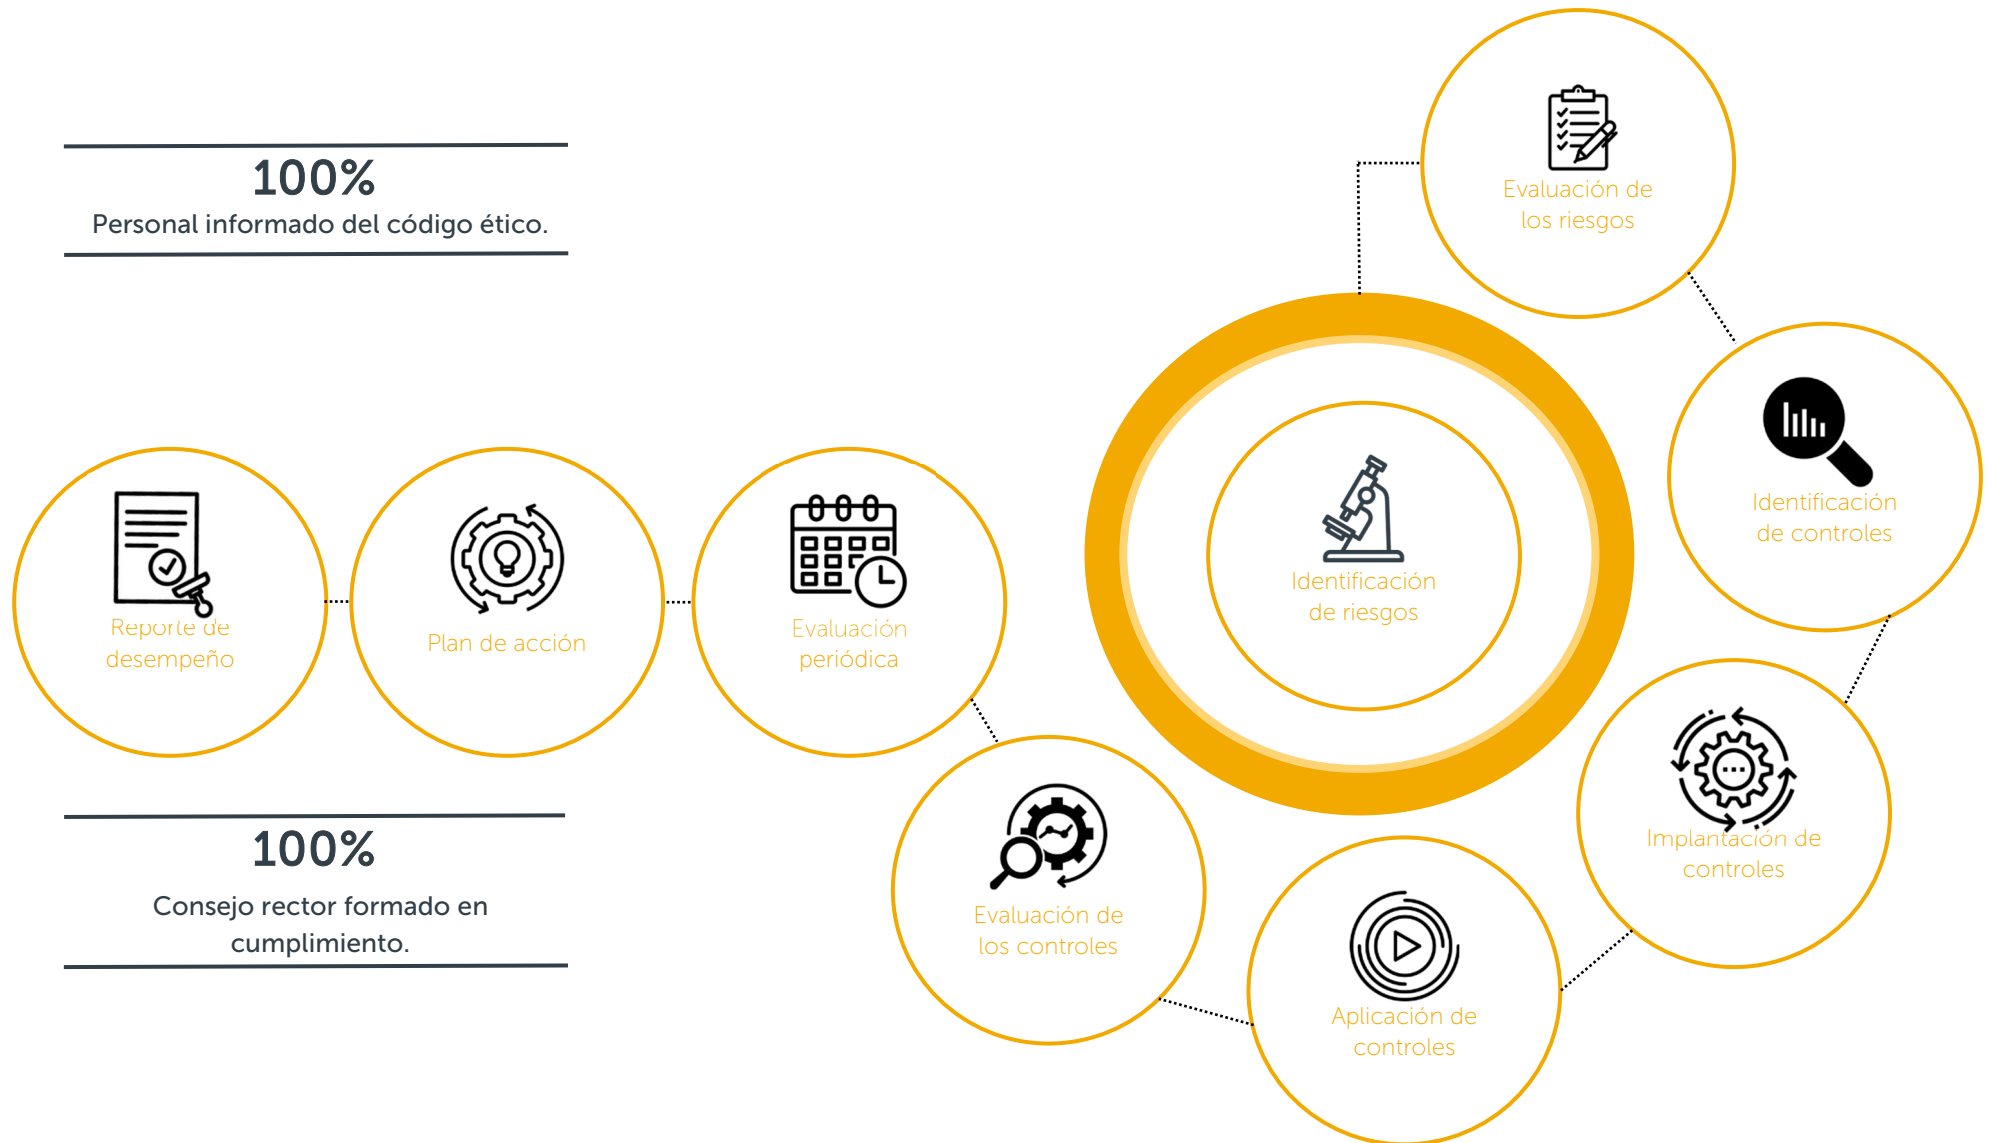 100%
Personal informado del código ético.
Evaluación de
los riesgos
Identificación
de controles
Identificación
de riesgos
Reporte de
desempeño
Plan de acción
Evaluación
periódica
Implantación de
controles
Evaluación de
los controles
Aplicación de
controles
100%
Consejo rector formado en
cumplimiento.